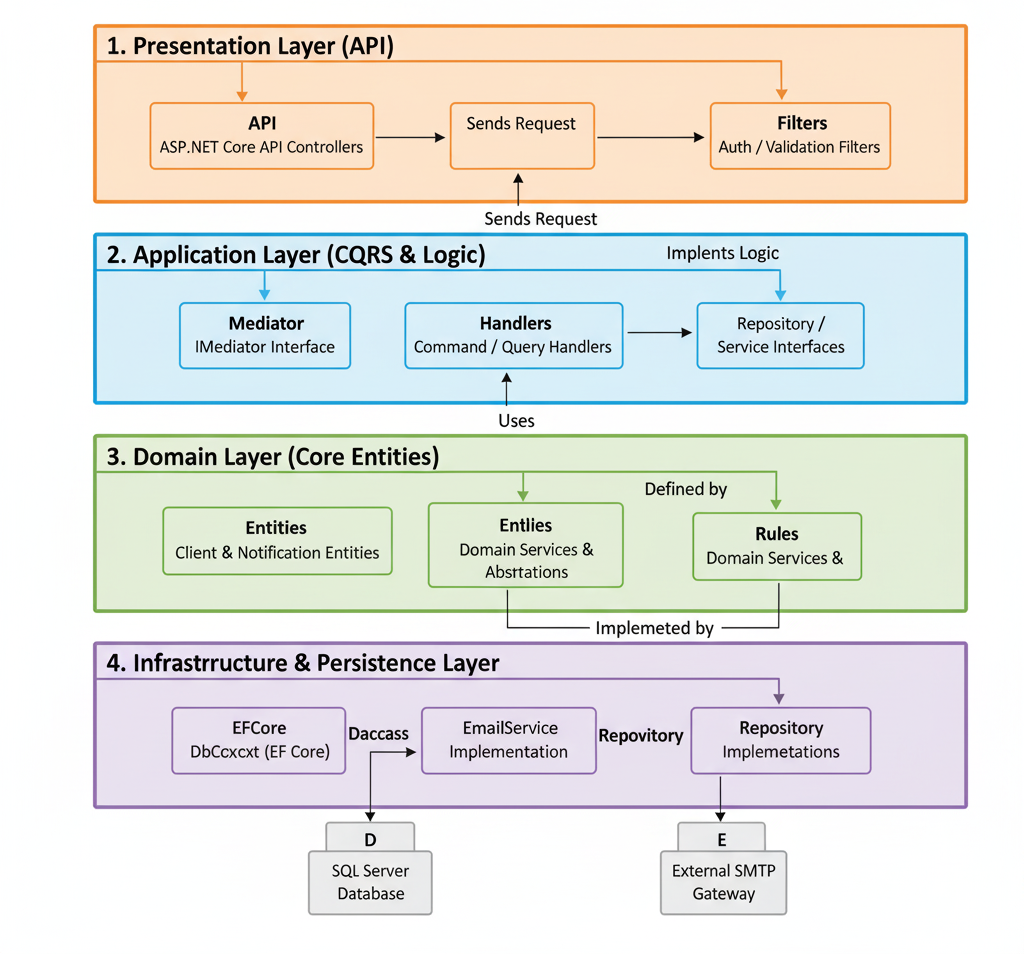 1. Presentation Layer (API)
API
ASP.NET Core API Controllers
Sends Request
Filters
Auth / Validation Filters
Sends Request
2. Application Layer (CQRS & Logic)
Implents Logic
Mediator
IMediator Interface
Handlers
Command / Query Handlers
Repository /
Service Interfaces
Uses
3. Domain Layer (Core Entities)
Defined by
Entities
Client & Notification Entities
Entlies
Domain Services &
Abstrtations
Rules
Domain Services &
Implemeted by
4. Infrastrructure & Persistence Layer
EFCore
DbCcxcxt (EF Core)
Daccass
EmailService
Implementation
Repovitory
Repository
Implemetations
D
SQL Server
Database
E
External SMTP
Gateway